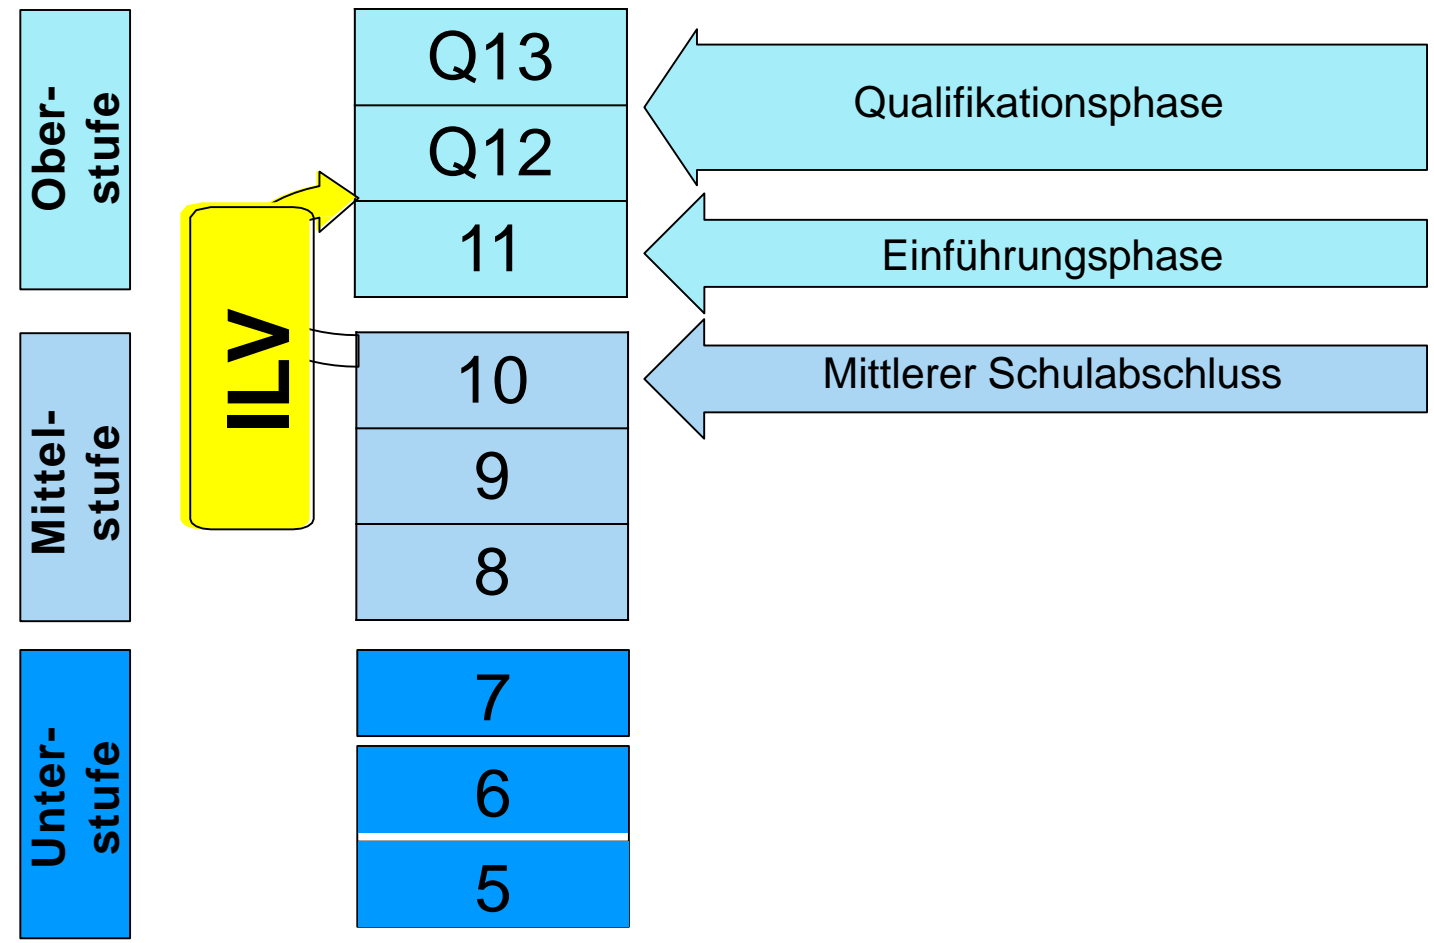 Ober-
stufe
Q13
Q12
11
Qualifikationsphase
Einführungsphase
ILV
Mittel-
stufe
10
9
8
Mittlerer Schulabschluss
Unter-
stufe
7
6
5